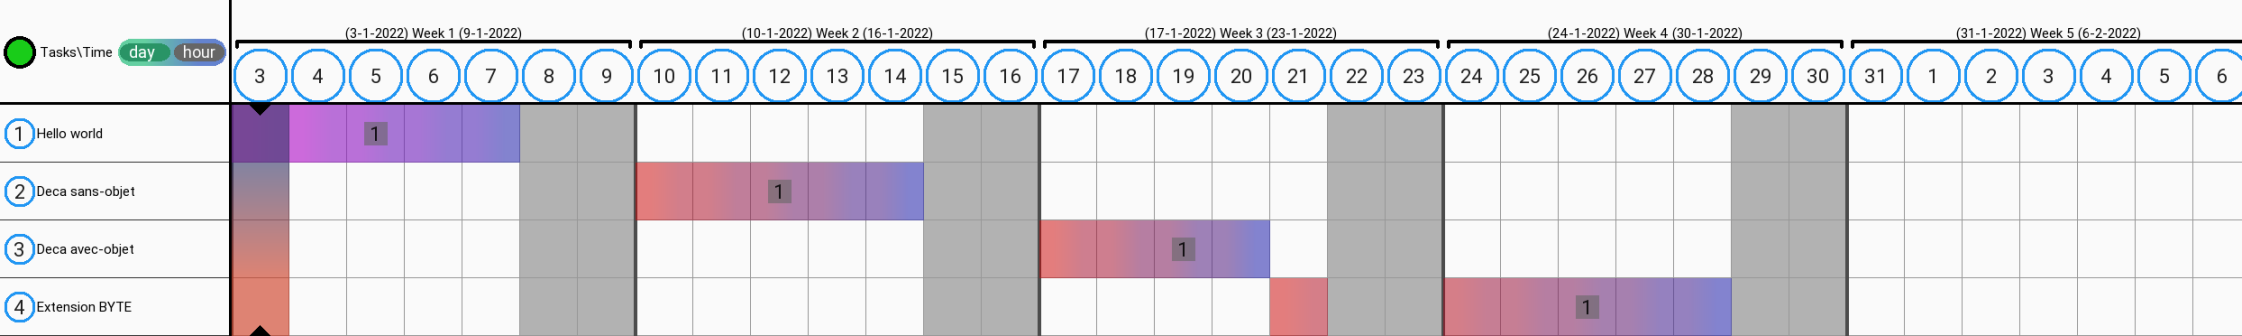 (3-1-2022) Week 1 (9-1-2022) (10-1-2022) Week 2 (16-1-2022) (17-1-2022) Week 3 (23-1-2022) (24-1-2022) Week 4 (30-1-2022) (31-1-2022) Week 5 (6-2-2022)
Tasks\Time day hour
3 4 5 6 7 8 9 10 11 12 13 14 15 16 17 18 19 20 21 22 23 24 25 26 27 28 29 30 31 1 2 3 4 5 6
1 Hello world 1
2 Deca sans-objet 1
3 Deca avec-objet 1
4 Extension BYTE 1